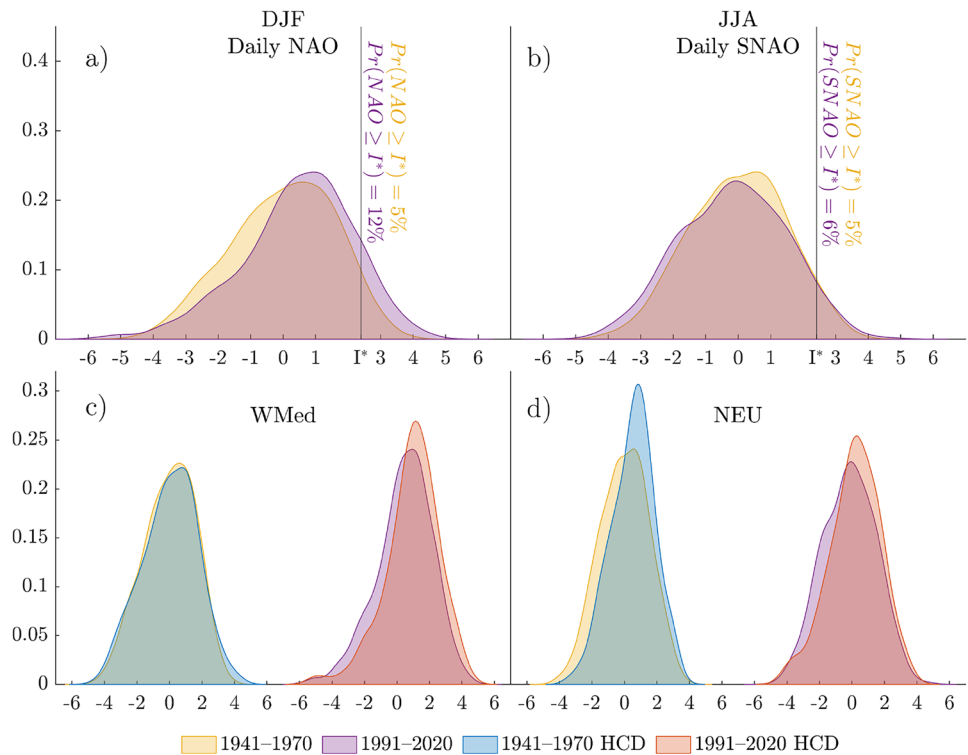 DJF
Daily NAO
a)
Pr(NAO ≥ I*) = 5%
Pr(NAO ≥ I*) = 12%
0.4
0.3
0.2
0.1
0
-6 -5 -4 -3 -2 -1 0 1 I* 3 4 5 6
JJA
Daily SNAO
b)
Pr(SNAO ≥ I*) = 5%
Pr(SNAO ≥ I*) = 6%
-6 -5 -4 -3 -2 -1 0 1 I* 3 4 5 6
c)
WMed
0.3
0.25
0.2
0.15
0.1
0.05
0
-6 -4 -2 0 2 4 6 -6 -4 -2 0 2 4 6
d)
NEU
-6 -4 -2 0 2 4 6 -6 -4 -2 0 2 4 6
1941–1970 1991–2020 1941–1970 HCD 1991–2020 HCD